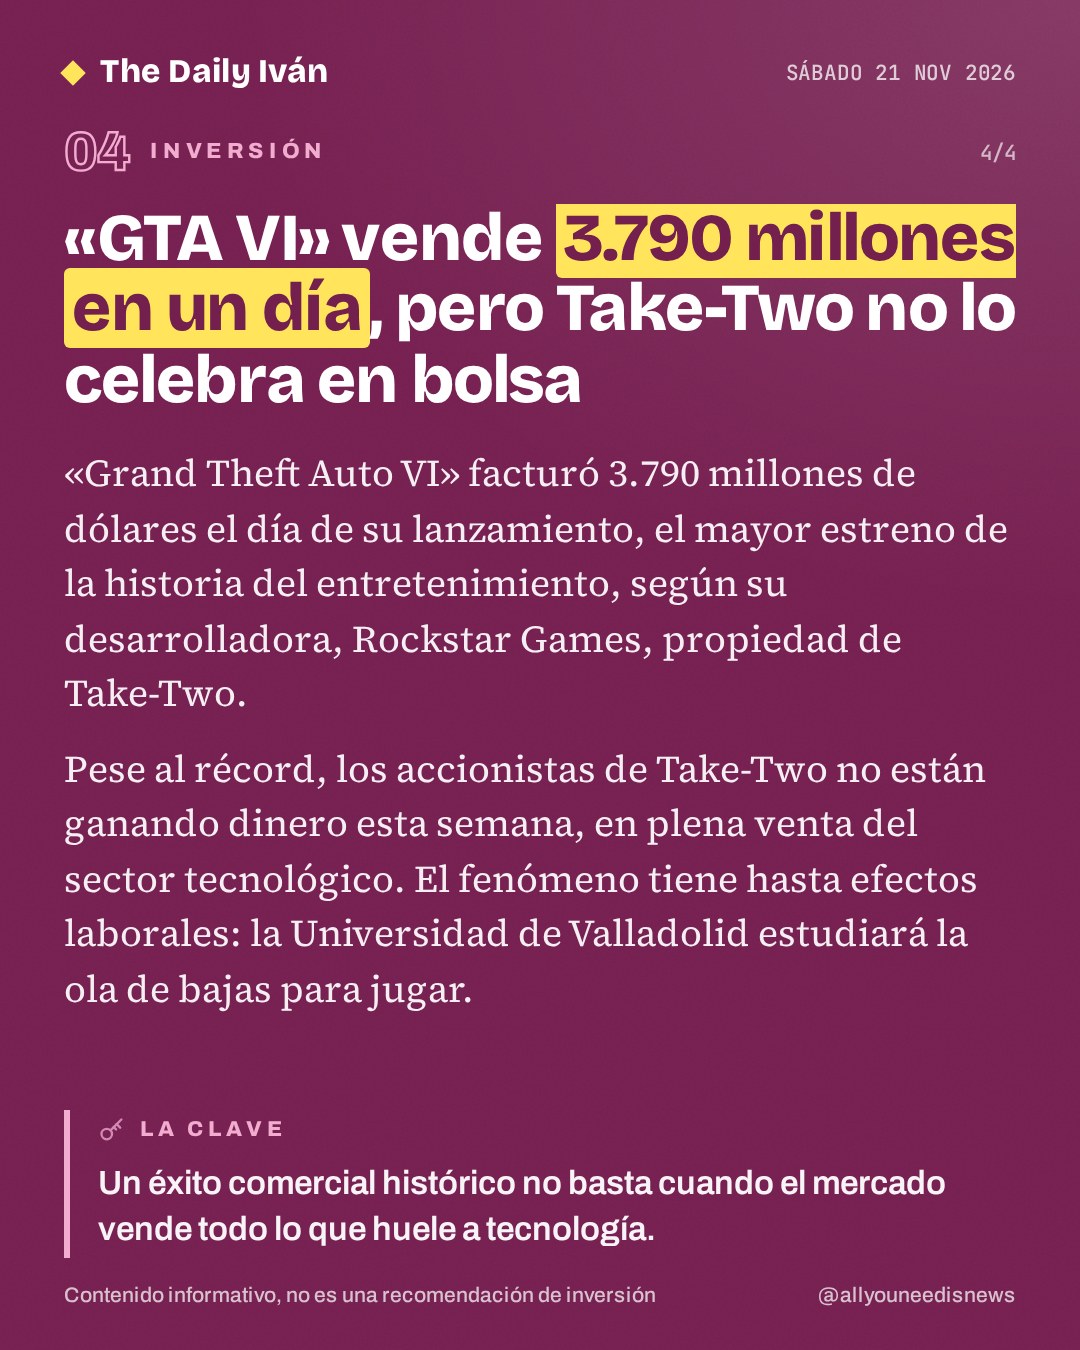 The Daily Iván
SÁBADO 21 NOV 2026
04 INVERSIÓN
4/4
«GTA VI» vende 3.790 millones
en un día, pero Take-Two no lo
celebra en bolsa
«Grand Theft Auto VI» facturó 3.790 millones de
dólares el día de su lanzamiento, el mayor estreno de
la historia del entretenimiento, según su
desarrolladora, Rockstar Games, propiedad de
Take-Two.
Pese al récord, los accionistas de Take-Two no están
ganando dinero esta semana, en plena venta del
sector tecnológico. El fenómeno tiene hasta efectos
laborales: la Universidad de Valladolid estudiará la
ola de bajas para jugar.
LA CLAVE
Un éxito comercial histórico no basta cuando el mercado
vende todo lo que huele a tecnología.
Contenido informativo, no es una recomendación de inversión
@allyouneedisnews